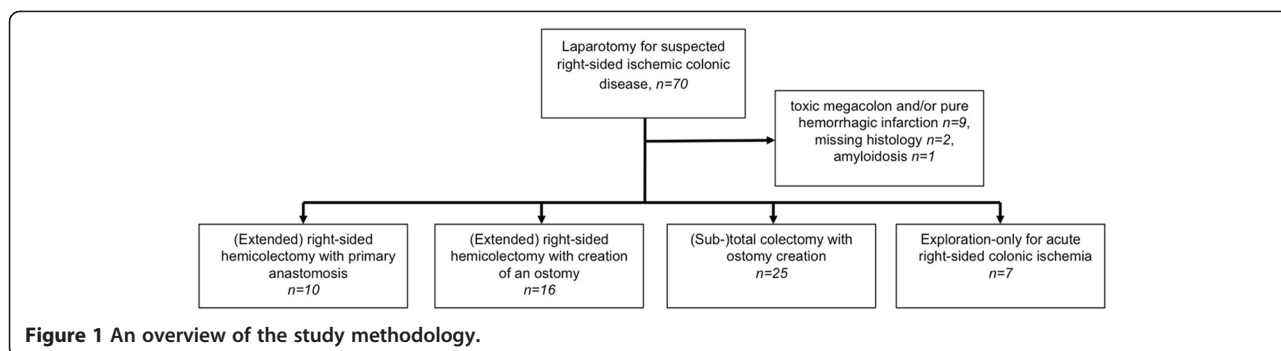 Laparotomy for suspected
right-sided ischemic colonic
disease, n=70
toxic megacolon and/or pure
hemorrhagic infarction n=9,
missing histology n=2,
amyloidosis n=1
(Extended) right-sided
hemicolectomy with primary
anastomosis
n=10
(Extended) right-sided
hemicolectomy with creation
of an ostomy
n=16
(Sub-)total colectomy with
ostomy creation
n=25
Exploration-only for acute
right-sided colonic ischemia
n=7
Figure 1 An overview of the study methodology.